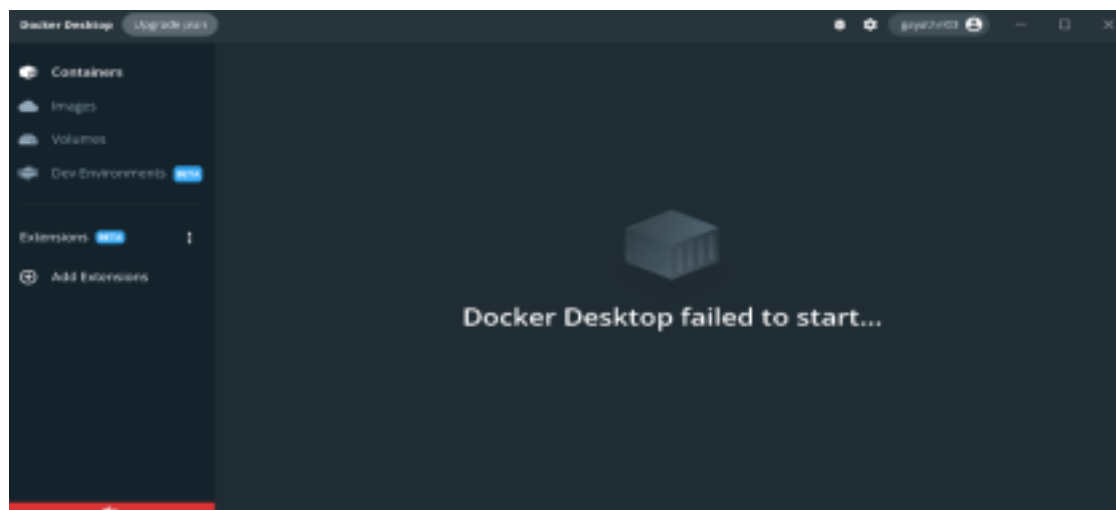 Docker Desktop Upgrade plan
Containers
Images
Volumes
Dev Environments BETA
Extensions BETA
Add Extensions
Docker Desktop failed to start...